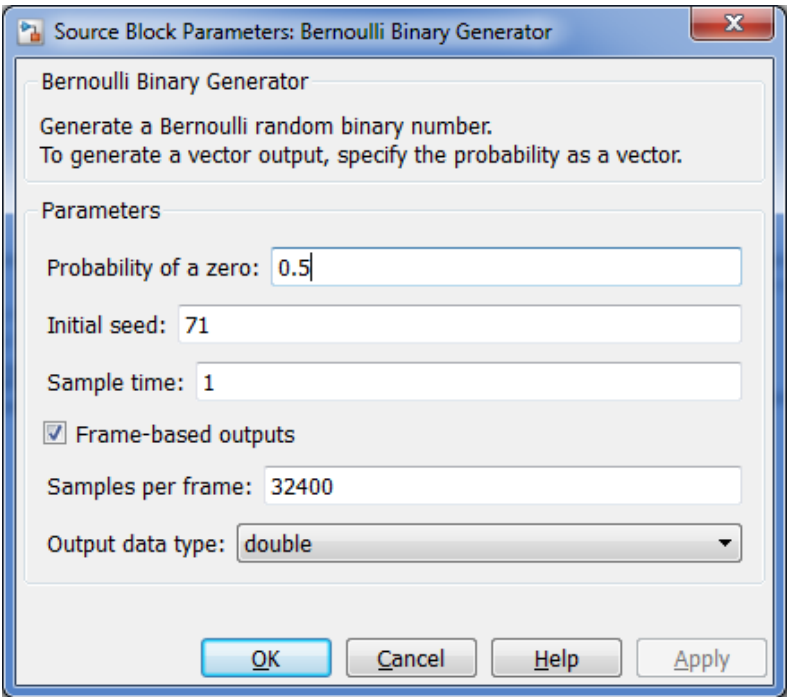 Source Block Parameters: Bernoulli Binary Generator
Bernoulli Binary Generator
Generate a Bernoulli random binary number.
To generate a vector output, specify the probability as a vector.
Parameters
Probability of a zero: 0.5
Initial seed: 71
Sample time: 1
Frame-based outputs
Samples per frame: 32400
Output data type: double
OK Cancel Help Apply